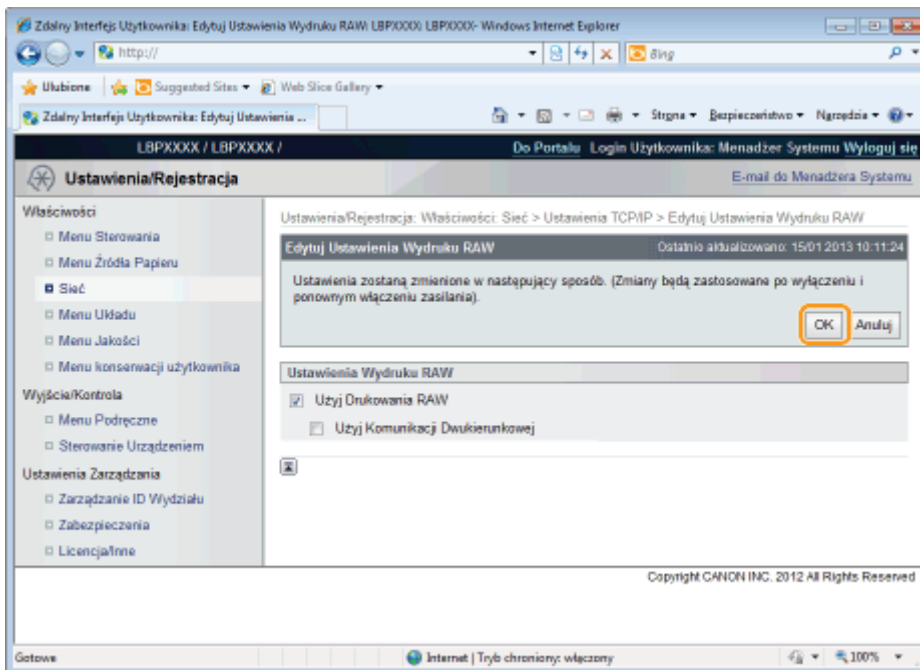 Zdalny Interfejs Użytkownika: Edytuj Ustawienia Wydruku RAW: LBPXXXX: LBPXXXX- Windows Internet Explorer
http://
Bing
Ulubione Suggested Sites Web Slice Gallery
Zdalny Interfejs Użytkownika: Edytuj Ustawienia ...
Strona Bezpieczeństwo Narzędzia
LBPXXXX / LBPXXXX /
Do Portalu Login Użytkownika: Menadżer Systemu Wyloguj się
Ustawienia/Rejestracja
E-mail do Menadżera Systemu
Właściwości
Menu Sterowania
Menu Źródła Papieru
Sieć
Menu Układu
Menu Jakości
Menu konserwacji użytkownika
Wyjście/Kontrola
Menu Podręczne
Sterowanie Urządzeniem
Ustawienia Zarządzania
Zarządzanie ID Wydziału
Zabezpieczenia
Licencja/Inne
Ustawienia/Rejestracja: Właściwości: Sieć > Ustawienia TCP/IP > Edytuj Ustawienia Wydruku RAW
Edytuj Ustawienia Wydruku RAW
Ostatnio aktualizowano: 15/01 2013 10:11:24
Ustawienia zostaną zmienione w następujący sposób. (Zmiany będą zastosowane po wyłączeniu i
ponownym włączeniu zasilania).
OK Anuluj
Ustawienia Wydruku RAW
Użyj Drukowania RAW
Użyj Komunikacji Dwukierunkowej
Copyright CANON INC. 2012 All Rights Reserved
Gotowe
Internet | Tryb chroniony: włączony
100%